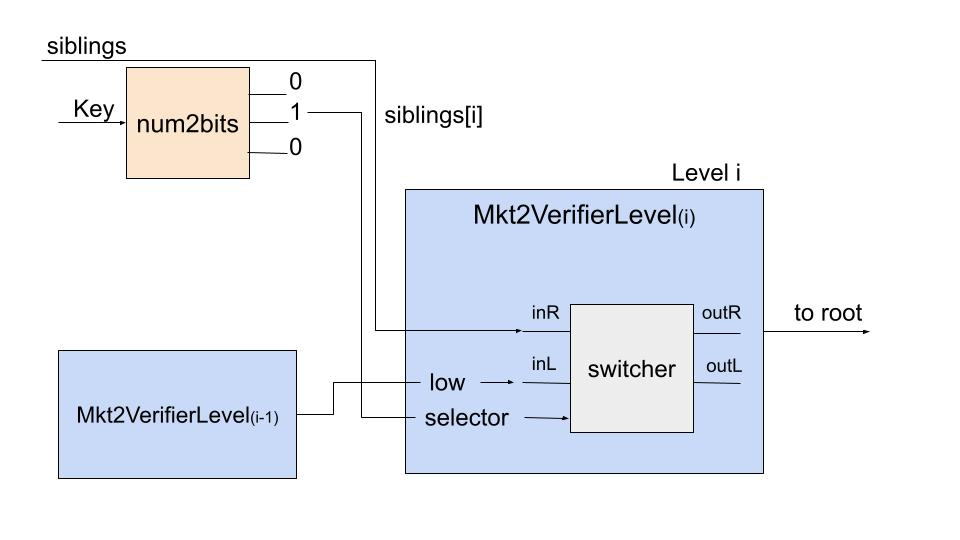 siblings
0
Key
num2bits
1
siblings[i]
0
Level i
Mkt2VerifierLevel(i)
inR
outR
to root
inL
switcher
outL
low
selector
Mkt2VerifierLevel(i-1)